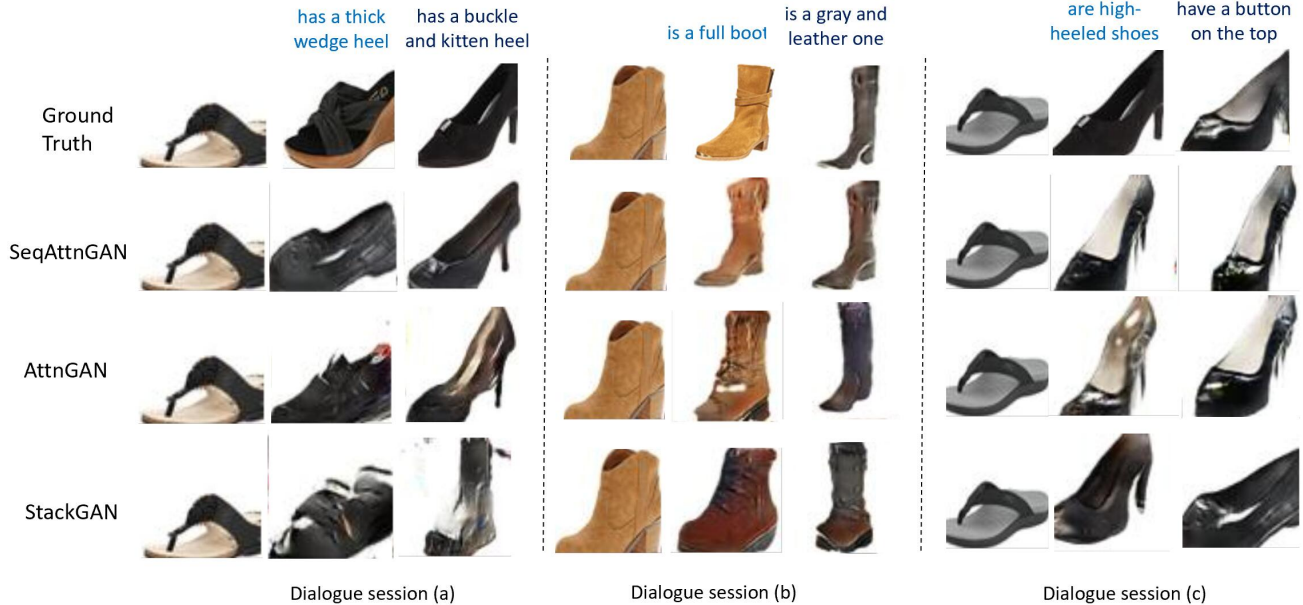 has a thick
wedge heel
has a buckle
and kitten heel
is a full boot
is a gray and
leather one
are high-
heeled shoes
have a button
on the top
Ground
Truth
SeqAttnGAN
AttnGAN
StackGAN
Dialogue session (a)
Dialogue session (b)
Dialogue session (c)